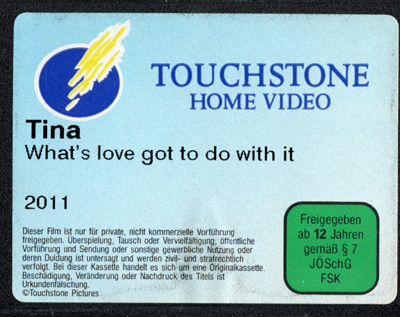 TOUCHSTONE
HOME VIDEO
Tina
What's love got to do with it
2011
Dieser Film ist nur für private, nicht kommerzielle Vorführung
freigegeben. Überspielung, Tausch oder Vervielfältigung, öffentliche
Vorführung und Sendung oder sonstige gewerbliche Nutzung oder
deren Duldung ist untersagt und werden zivil- und strafrechtlich
verfolgt. Bei dieser Kassette handelt es sich um eine Originalkassette.
Beschädigung, Veränderung oder Nachdruck des Titels ist
Urkundenfälschung.
©Touchstone Pictures
Freigegeben
ab 12 Jahren
gemäß § 7
JÖSchG
FSK